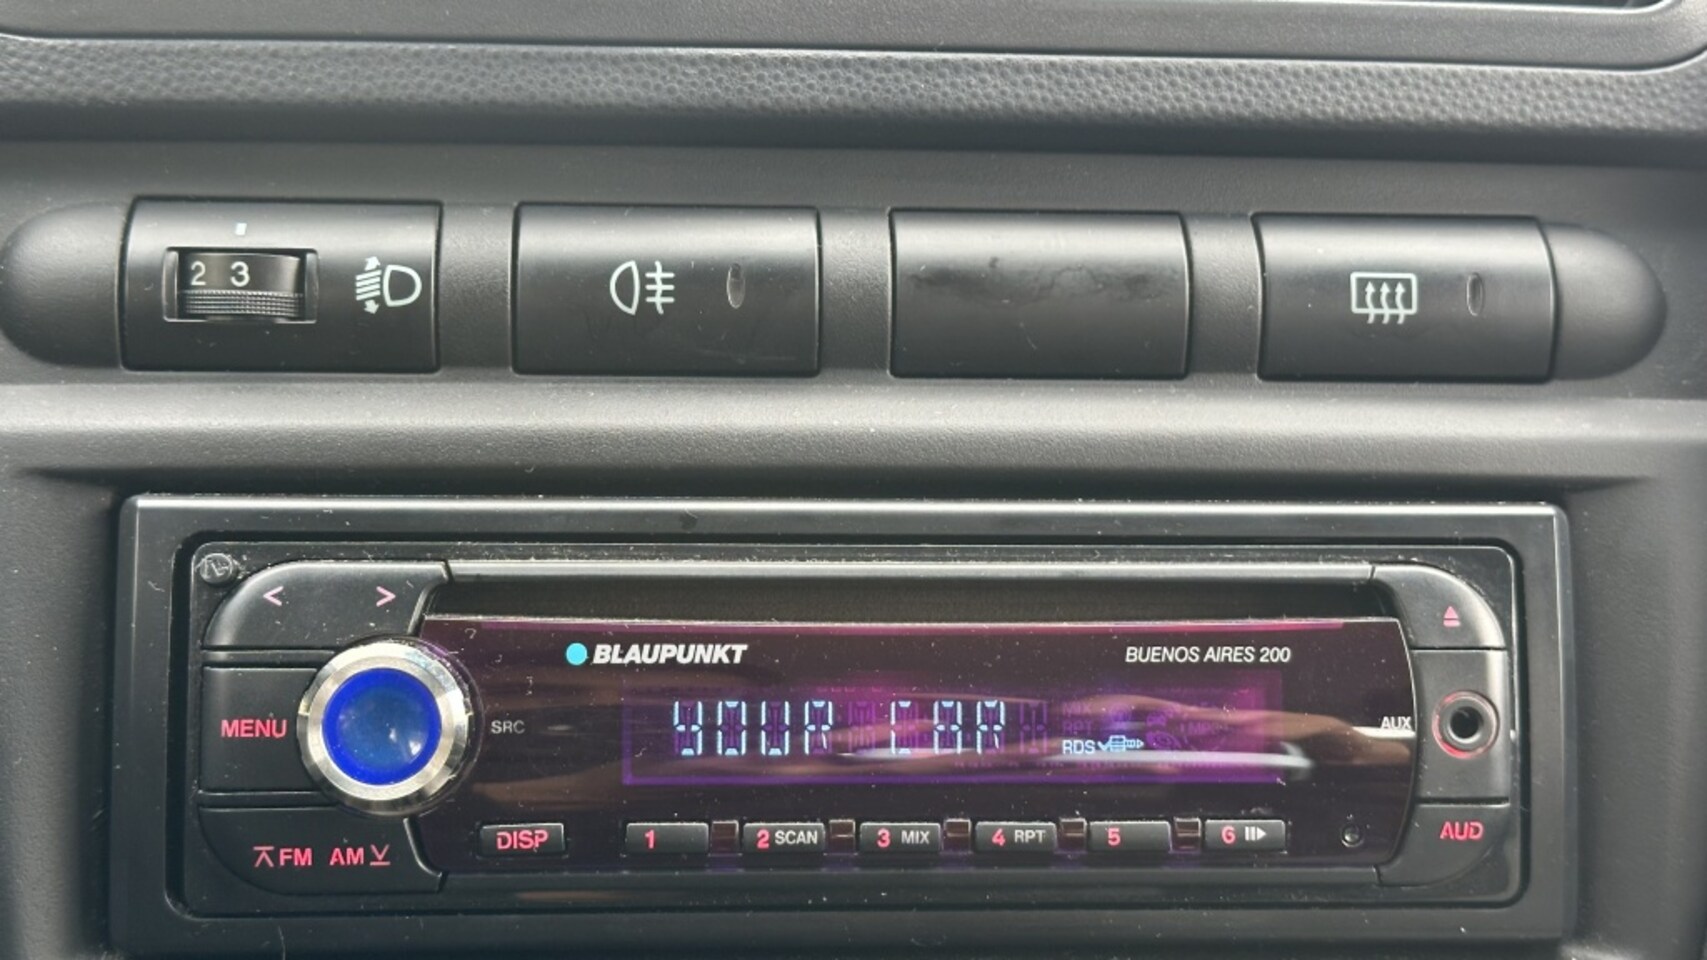 2 3
BLAUPUNKT
BUENOS AIRES 200
MENU
SRC
YOUR CAR
RDS
AUX
DISP
1
2 SCAN
3 MIX
4 RPT
5
6
FM AM
AUD